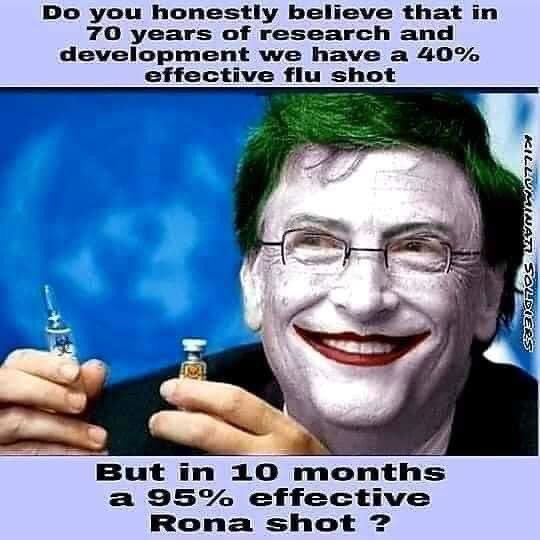 Do you honestly believe that in
70 years of research and
development we have a 40%
effective flu shot
KILLUMINATI SOLDIERS
But in 10 months
a 95% effective
Rona shot ?